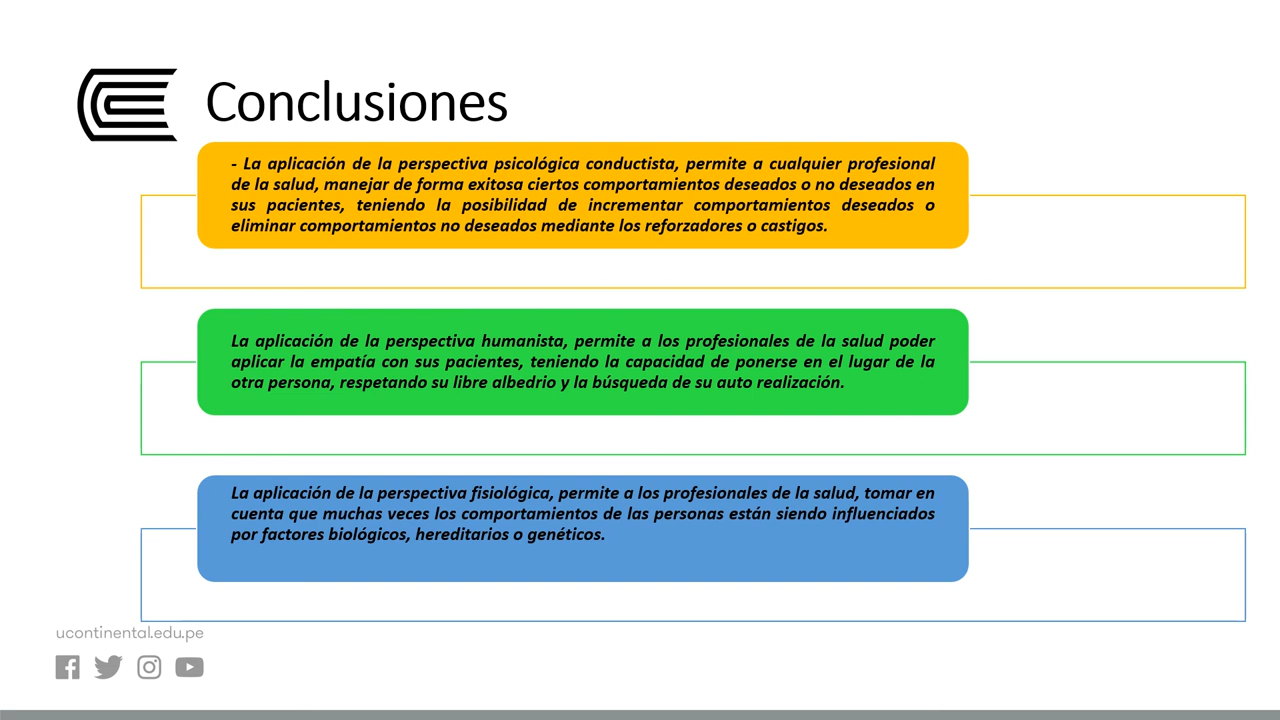 Conclusiones
- La aplicación de la perspectiva psicológica conductista, permite a cualquier profesional
de la salud, manejar de forma exitosa ciertos comportamientos deseados o no deseados en
sus pacientes, teniendo la posibilidad de incrementar comportamientos deseados o
eliminar comportamientos no deseados mediante los reforzadores o castigos.
La aplicación de la perspectiva humanista, permite a los profesionales de la salud poder
aplicar la empatía con sus pacientes, teniendo la capacidad de ponerse en el lugar de la
otra persona, respetando su libre albedrio y la búsqueda de su auto realización.
La aplicación de la perspectiva fisiológica, permite a los profesionales de la salud, tomar en
cuenta que muchas veces los comportamientos de las personas están siendo influenciados
por factores biológicos, hereditarios o genéticos.
ucontinental.edu.pe